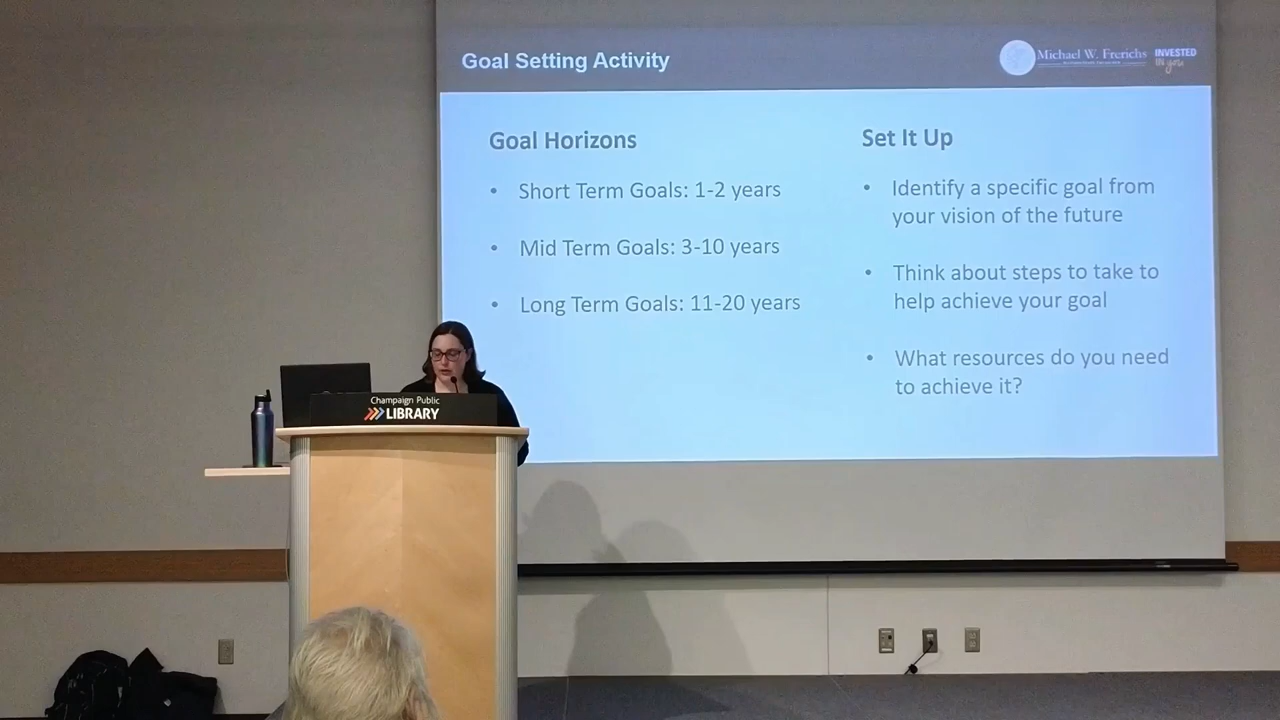 Goal Setting Activity
Michael W. Frerichs
INVESTED
IN you
Goal Horizons
• Short Term Goals: 1-2 years
• Mid Term Goals: 3-10 years
• Long Term Goals: 11-20 years
Set It Up
• Identify a specific goal from
your vision of the future
• Think about steps to take to
help achieve your goal
• What resources do you need
to achieve it?
Champaign Public
LIBRARY